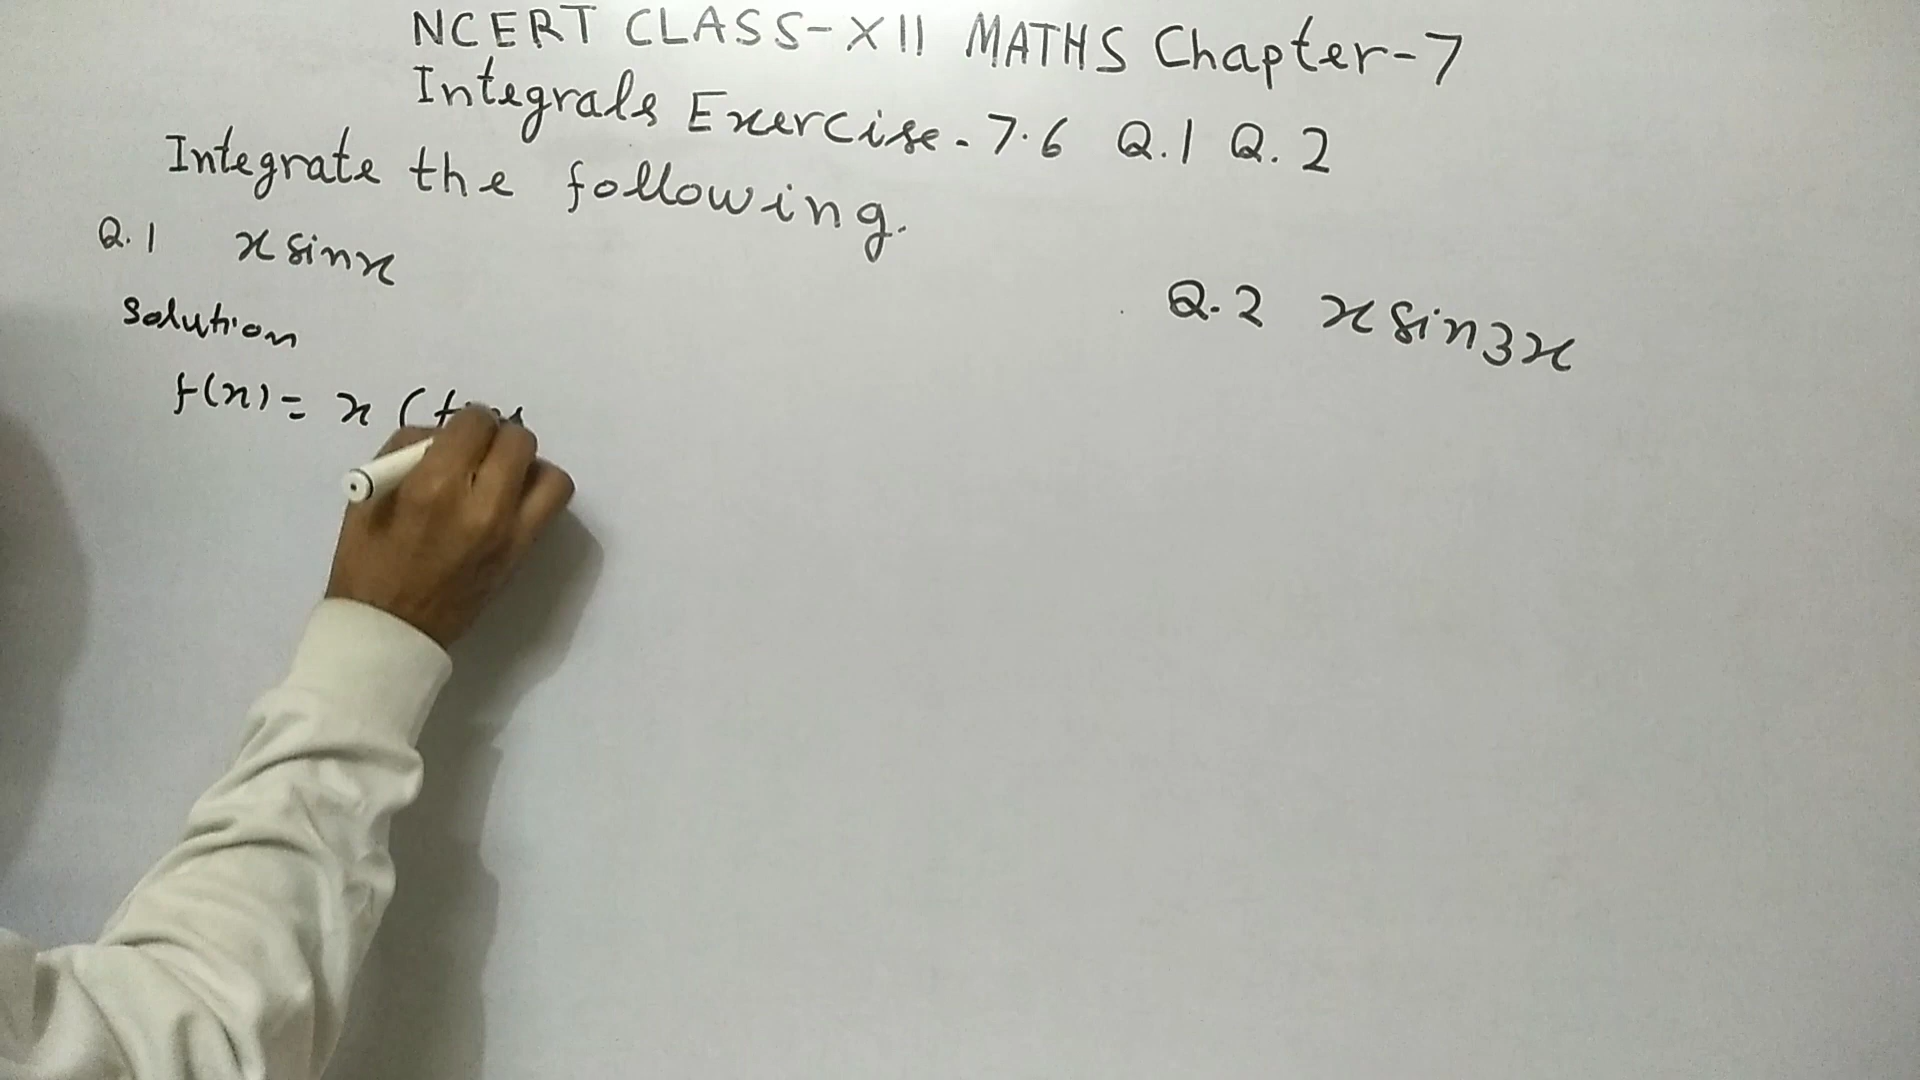 NCERT CLASS-XII MATHS Chapter-7
Integrals Exercise-7.6 Q.1 Q.2
Integrate the following.
Q.1 x sinx
Solution
f(x) = x (
Q.2 x sin3x